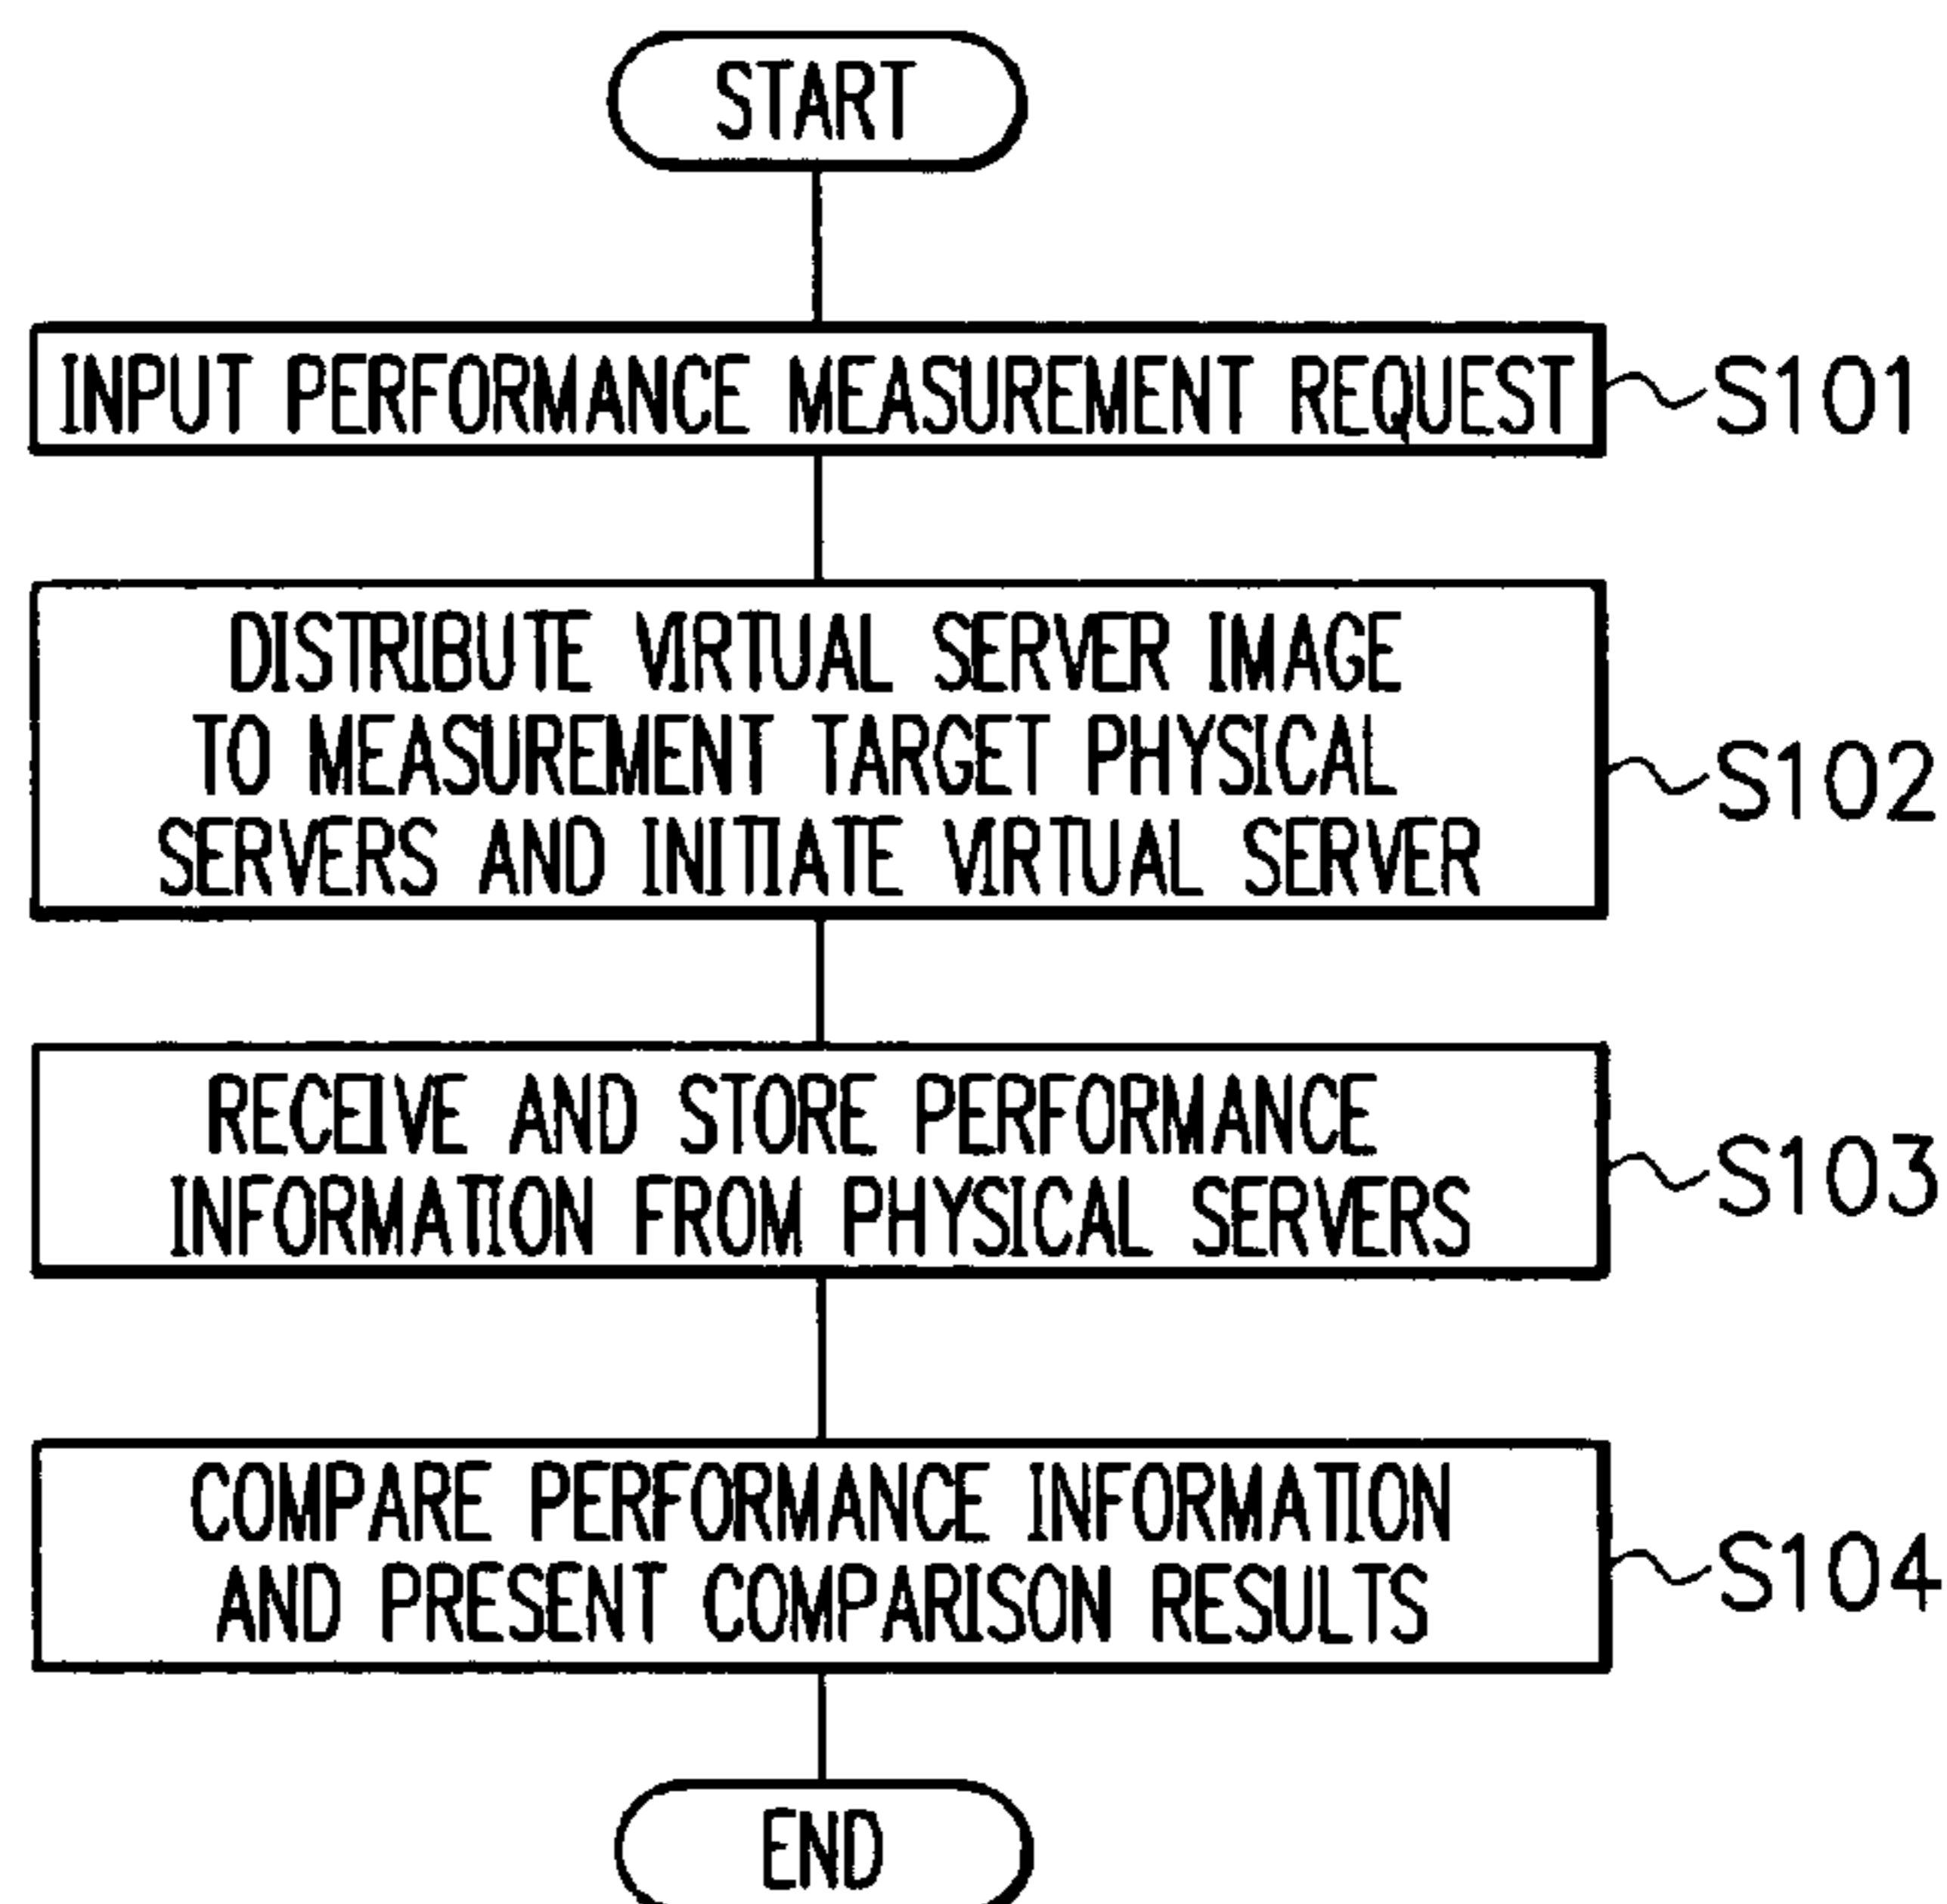 START
INPUT PERFORMANCE MEASUREMENT REQUEST
S101
DISTRIBUTE VIRTUAL SERVER IMAGE
TO MEASUREMENT TARGET PHYSICAL
SERVERS AND INITIATE VIRTUAL SERVER
S102
RECEIVE AND STORE PERFORMANCE
INFORMATION FROM PHYSICAL SERVERS
S103
COMPARE PERFORMANCE INFORMATION
AND PRESENT COMPARISON RESULTS
S104
END